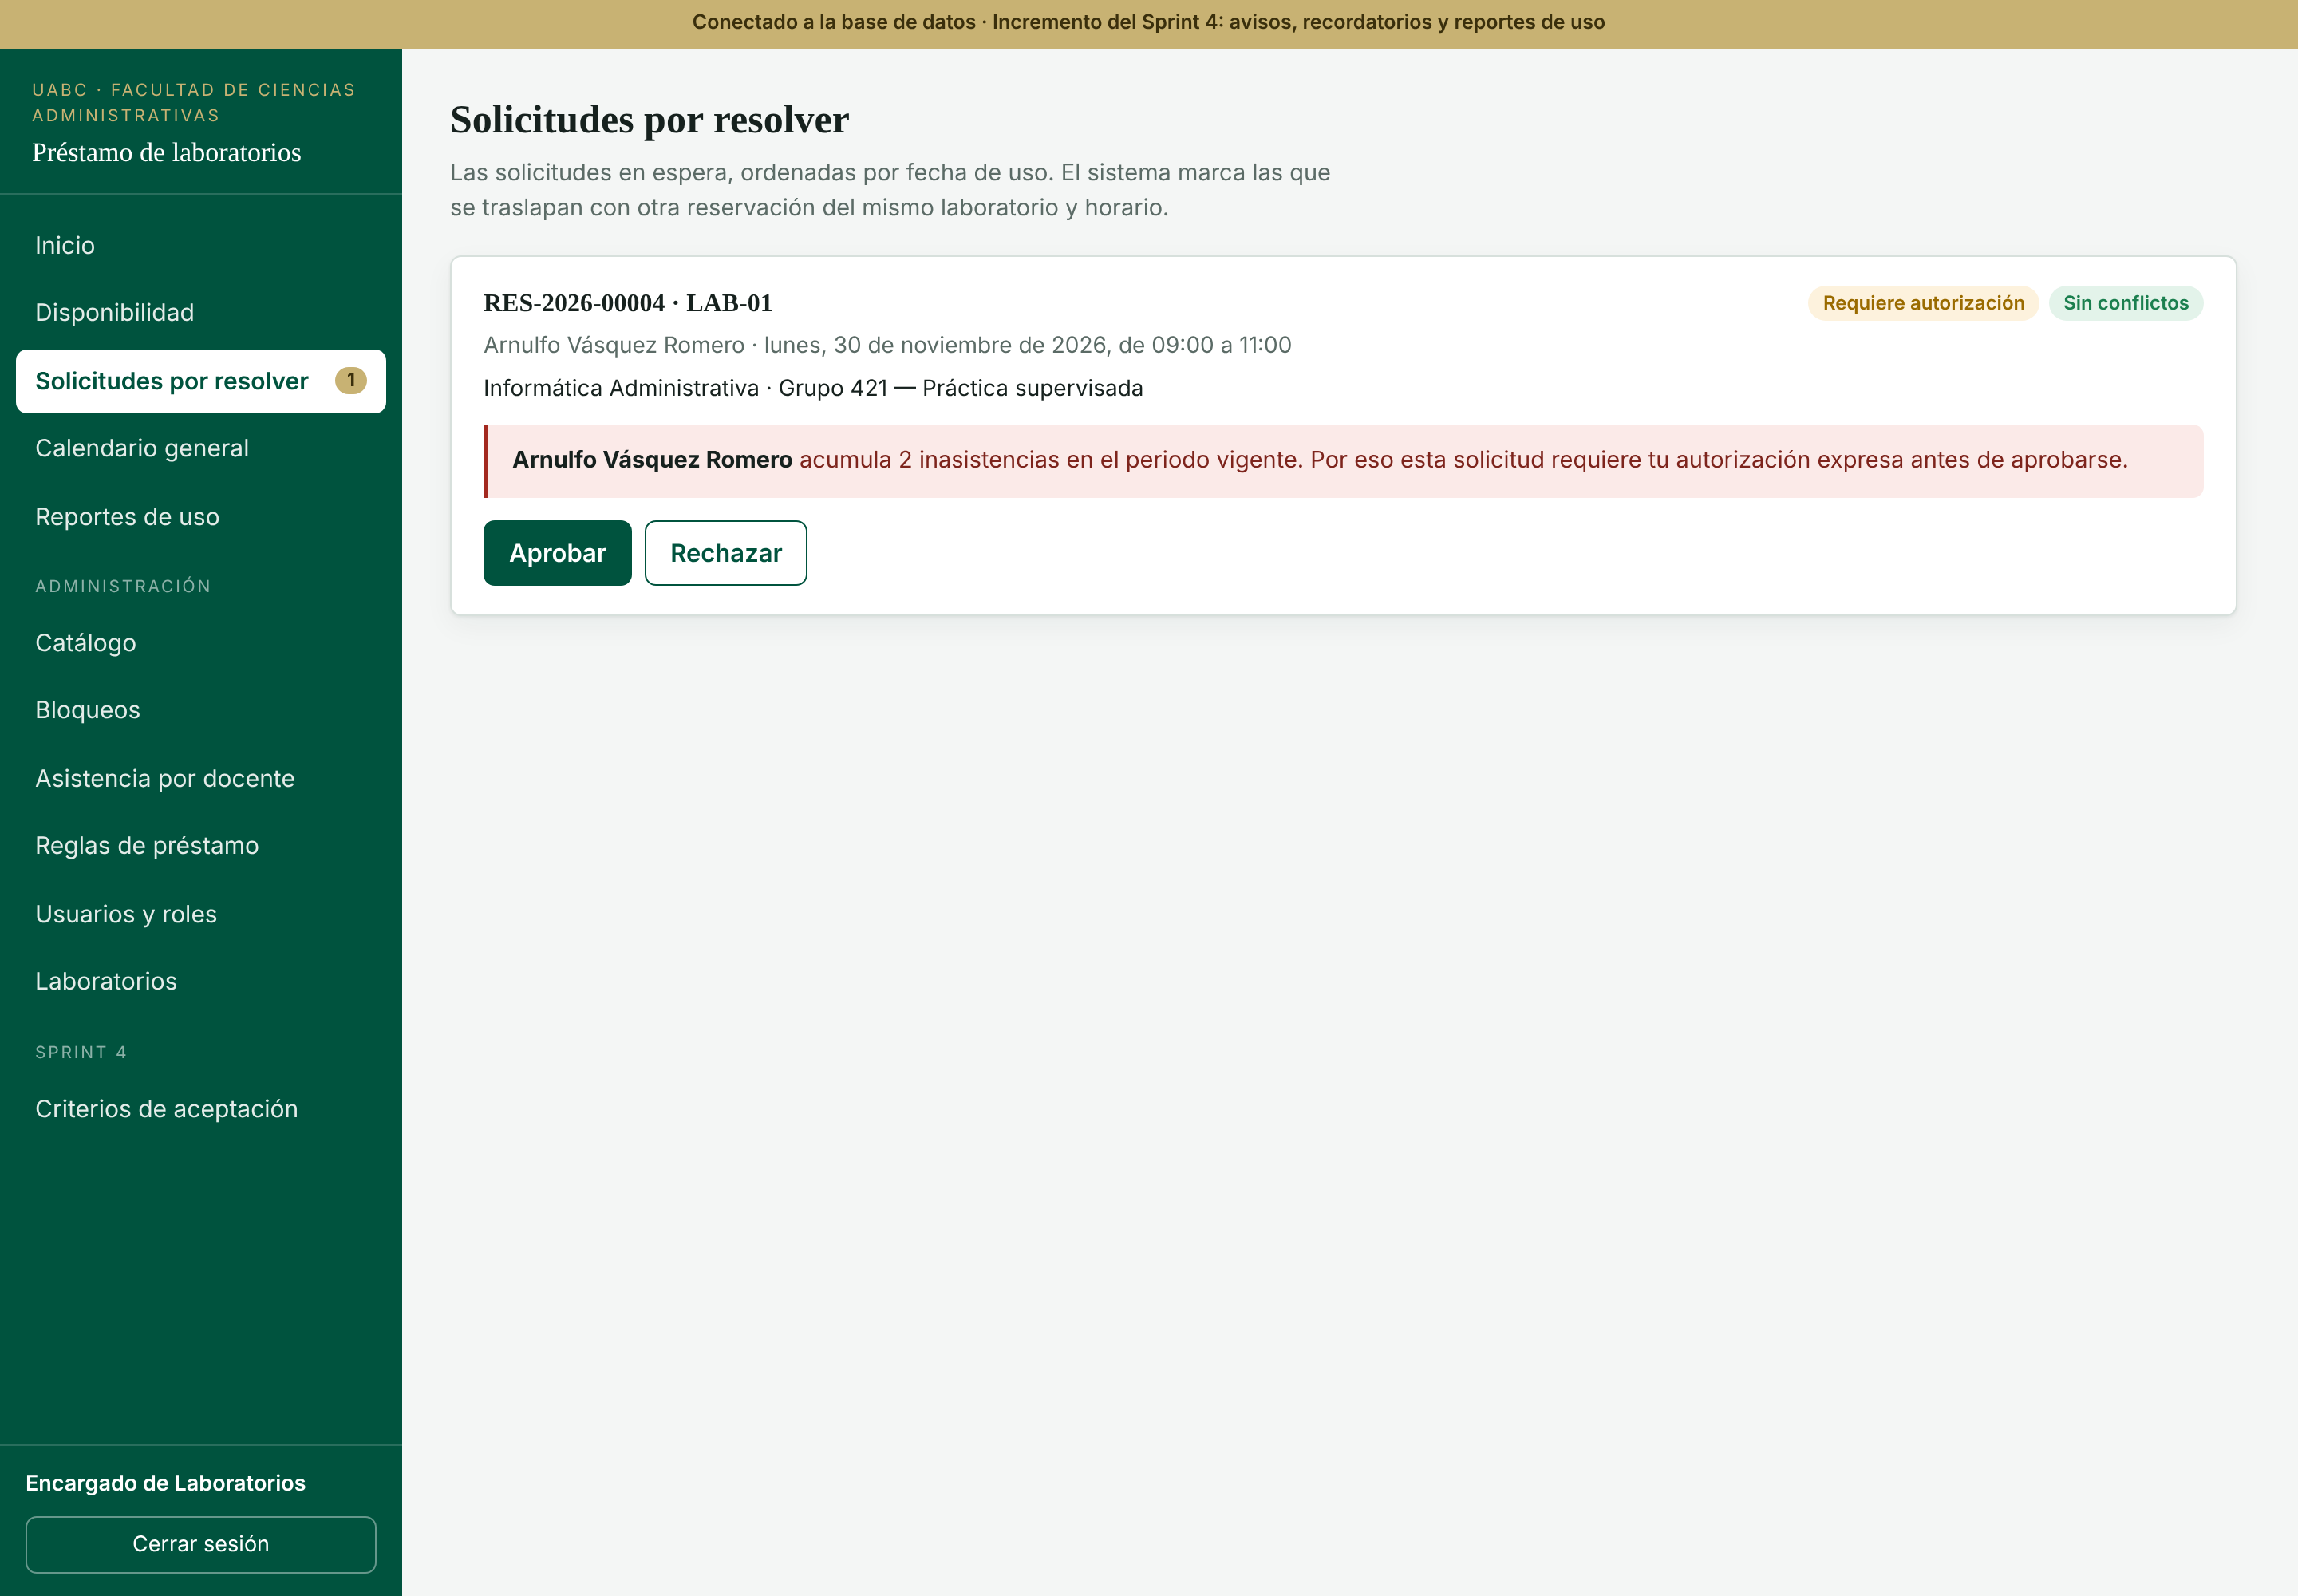 Conectado a la base de datos · Incremento del Sprint 4: avisos, recordatorios y reportes de uso
UABC · FACULTAD DE CIENCIAS
ADMINISTRATIVAS
Préstamo de laboratorios
Inicio
Disponibilidad
Solicitudes por resolver 1
Calendario general
Reportes de uso
ADMINISTRACIÓN
Catálogo
Bloqueos
Asistencia por docente
Reglas de préstamo
Usuarios y roles
Laboratorios
SPRINT 4
Criterios de aceptación
Encargado de Laboratorios
Cerrar sesión
Solicitudes por resolver
Las solicitudes en espera, ordenadas por fecha de uso. El sistema marca las que
se traslapan con otra reservación del mismo laboratorio y horario.
RES-2026-00004 · LAB-01
Requiere autorización Sin conflictos
Arnulfo Vásquez Romero · lunes, 30 de noviembre de 2026, de 09:00 a 11:00
Informática Administrativa · Grupo 421 — Práctica supervisada
Arnulfo Vásquez Romero acumula 2 inasistencias en el periodo vigente. Por eso esta solicitud requiere tu autorización expresa antes de aprobarse.
Aprobar Rechazar